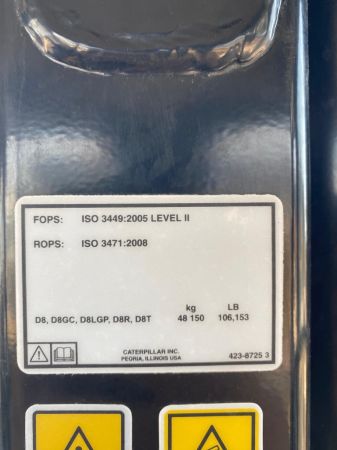 FOPS: ISO 3449:2005 LEVEL II
ROPS: ISO 3471:2008
kg LB
D8, D8GC, D8LGP, D8R, D8T 48 150 106,153
CATERPILLAR INC.
PEORIA, ILLINOIS USA
423-8725 3